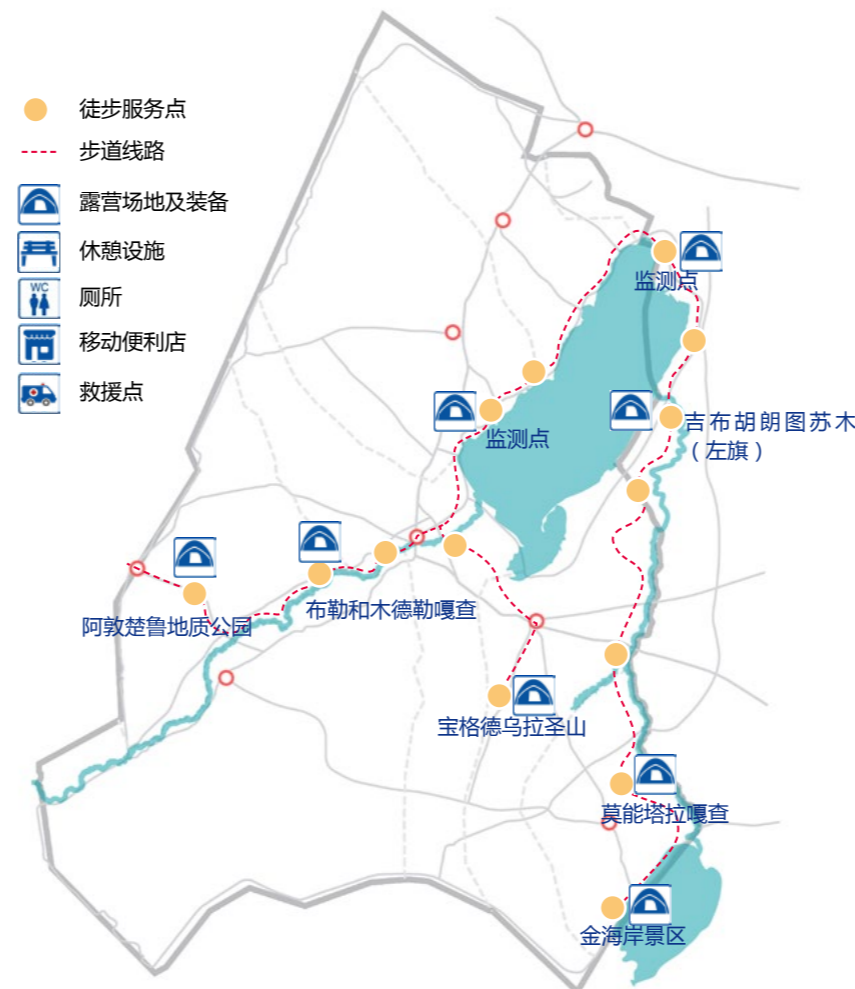 徒步服务点
步道线路
露营场地及装备
休憩设施
WC
厕所
移动便利店
救援点
监测点
监测点
吉布胡朗图苏木
（左旗）
布勒和木德勒嘎查
阿敦楚鲁地质公园
宝格德乌拉圣山
莫能塔拉嘎查
金海岸景区